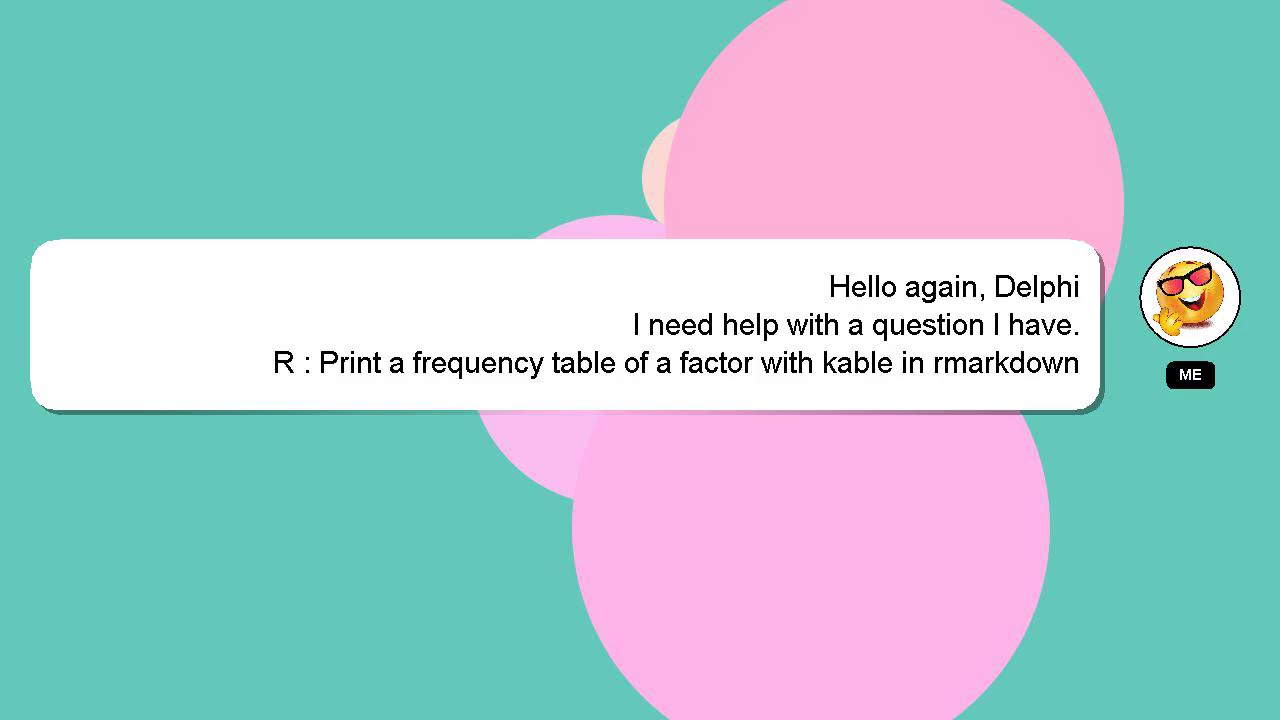 Hello again, Delphi
I need help with a question I have.
R : Print a frequency table of a factor with kable in rmarkdown
ME